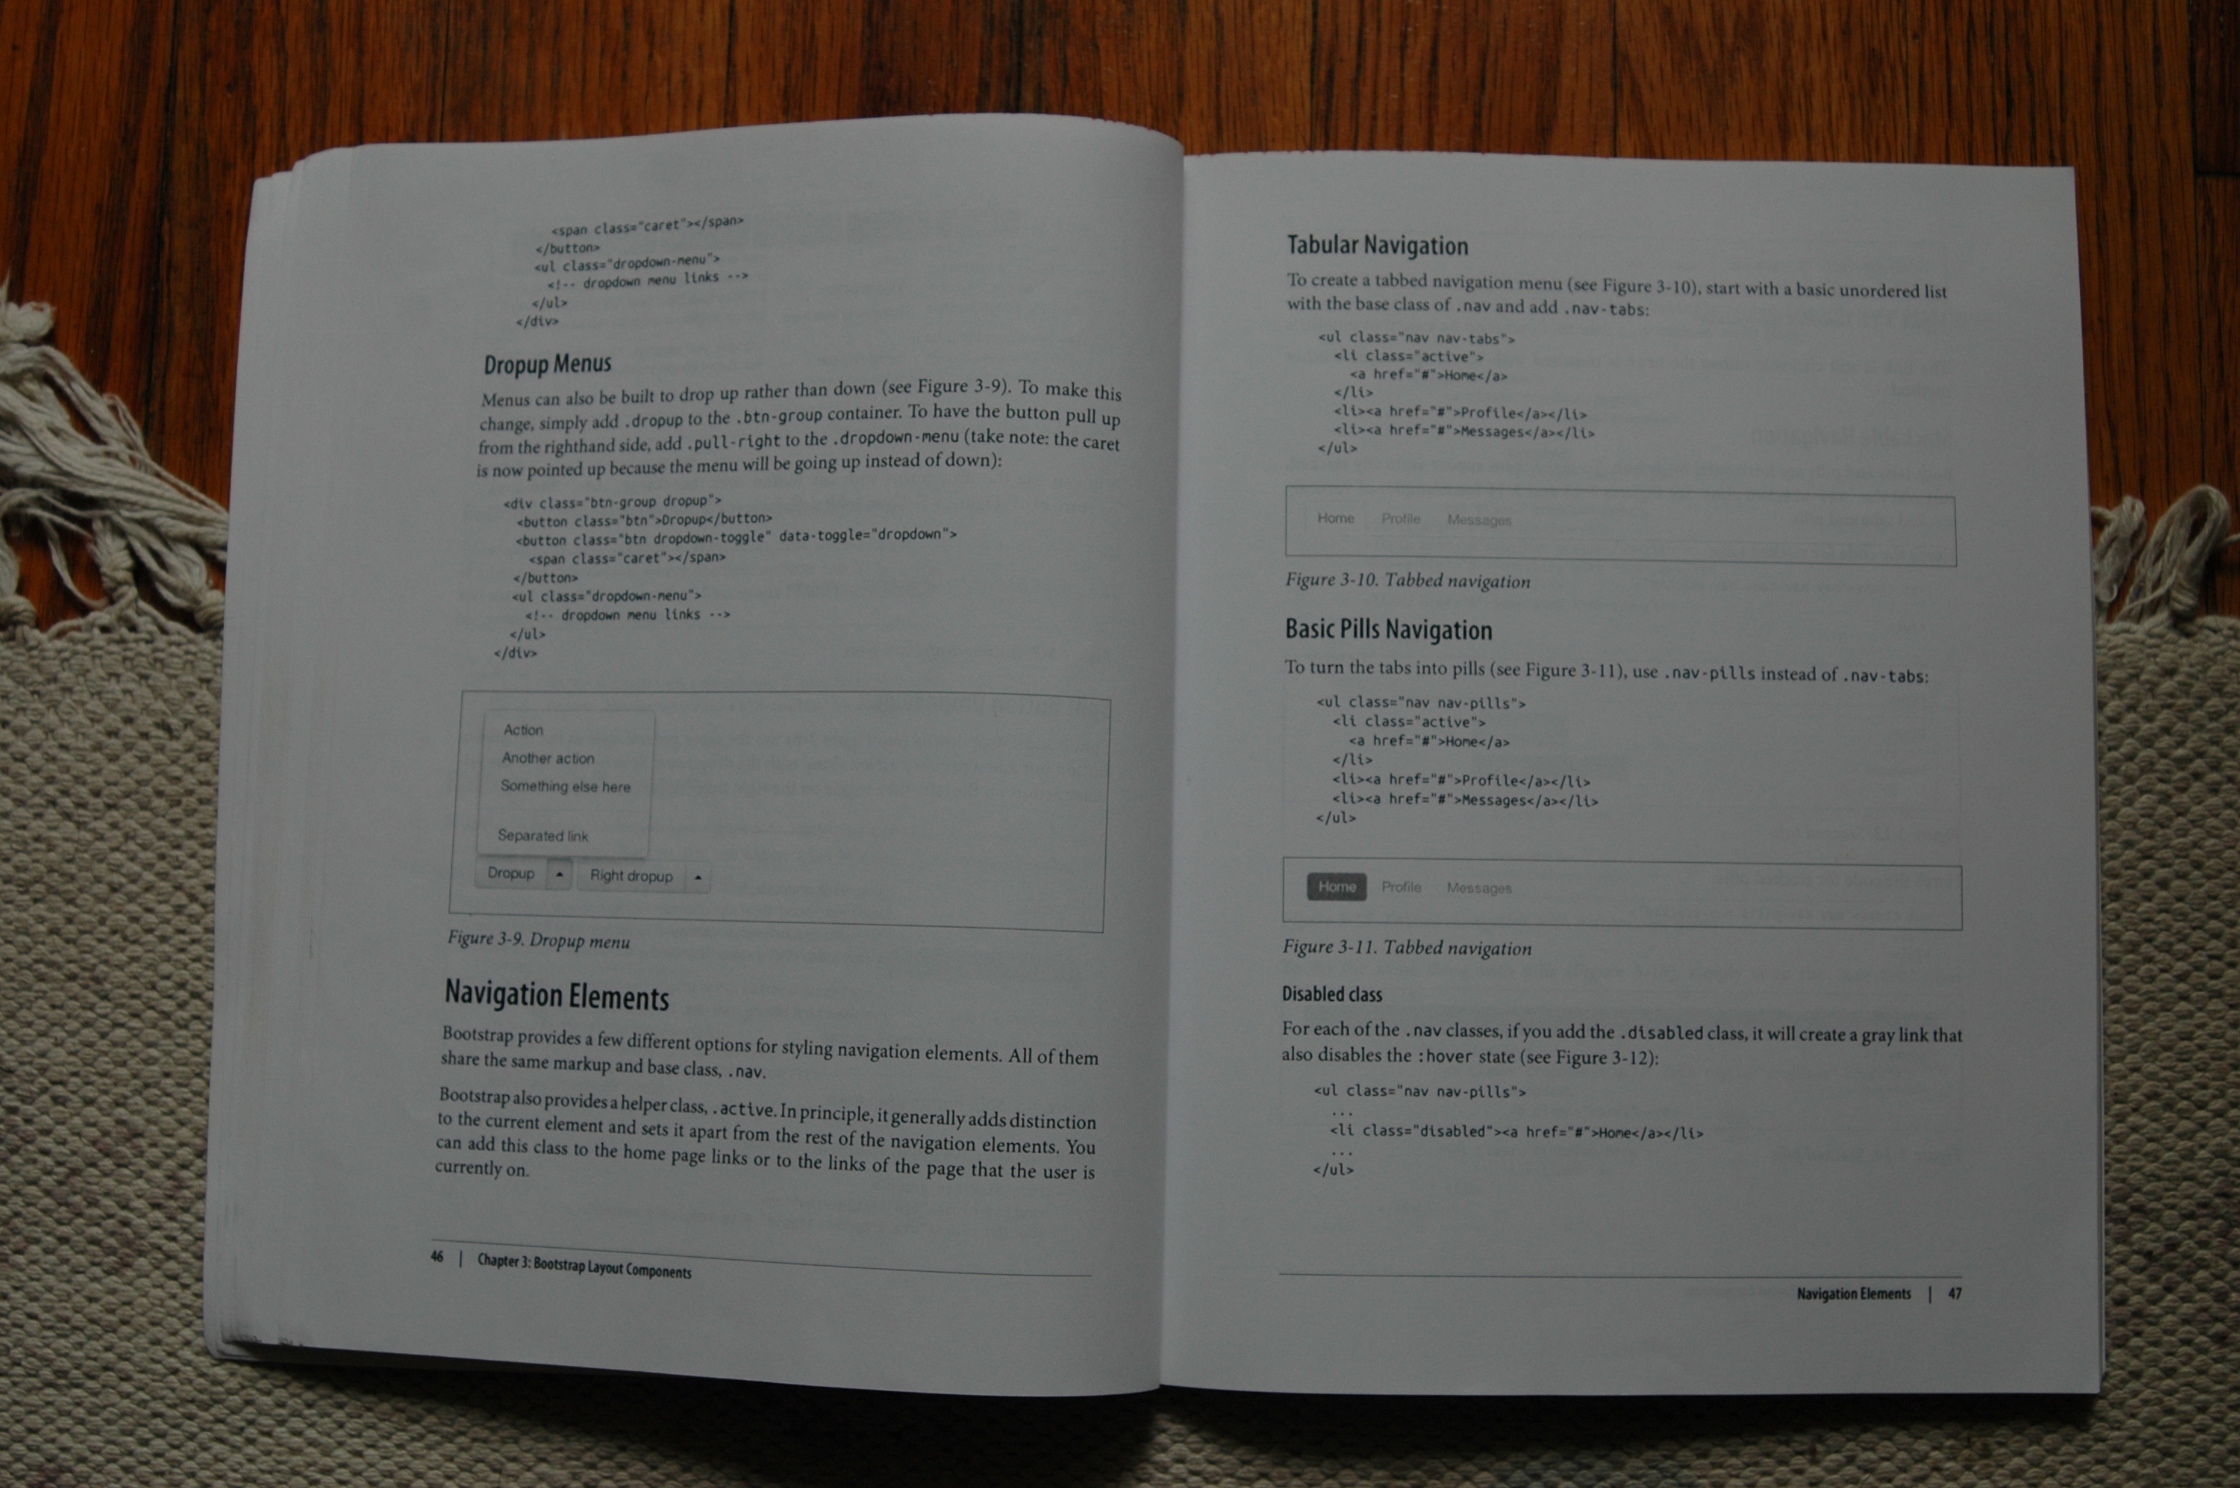 <span class="caret"></span>
</button>
<ul class="dropdown-menu">
<!-- dropdown menu links -->
</ul>
</div>
Dropup Menus
Menus can also be built to drop up rather than down (see Figure 3-9). To make this
change, simply add .dropup to the .btn-group container. To have the button pull up
from the righthand side, add .pull-right to the .dropdown-menu (take note: the caret
is now pointed up because the menu will be going up instead of down):
<div class="btn-group dropup">
<button class="btn">Dropup</button>
<button class="btn dropdown-toggle" data-toggle="dropdown">
<span class="caret"></span>
</button>
<ul class="dropdown-menu">
<!-- dropdown menu links -->
</ul>
</div>
Action
Another action
Something else here
Separated link
Dropup Right dropup
Figure 3-9. Dropup menu
Navigation Elements
Bootstrap provides a few different options for styling navigation elements. All of them
share the same markup and base class, .nav.
Bootstrap also provides a helper class, .active. In principle, it generally adds distinction
to the current element and sets it apart from the rest of the navigation elements. You
can add this class to the home page links or to the links of the page that the user is
currently on.
46 | Chapter 3: Bootstrap Layout Components
Tabular Navigation
To create a tabbed navigation menu (see Figure 3-10), start with a basic unordered list
with the base class of .nav and add .nav-tabs:
<ul class="nav nav-tabs">
<li class="active">
<a href="#">Home</a>
</li>
<li><a href="#">Profile</a></li>
<li><a href="#">Messages</a></li>
</ul>
Home Profile Messages
Figure 3-10. Tabbed navigation
Basic Pills Navigation
To turn the tabs into pills (see Figure 3-11), use .nav-pills instead of .nav-tabs:
<ul class="nav nav-pills">
<li class="active">
<a href="#">Home</a>
</li>
<li><a href="#">Profile</a></li>
<li><a href="#">Messages</a></li>
</ul>
Home Profile Messages
Figure 3-11. Tabbed navigation
Disabled class
For each of the .nav classes, if you add the .disabled class, it will create a gray link that
also disables the :hover state (see Figure 3-12):
<ul class="nav nav-pills">
...
<li class="disabled"><a href="#">Home</a></li>
...
</ul>
Navigation Elements | 47